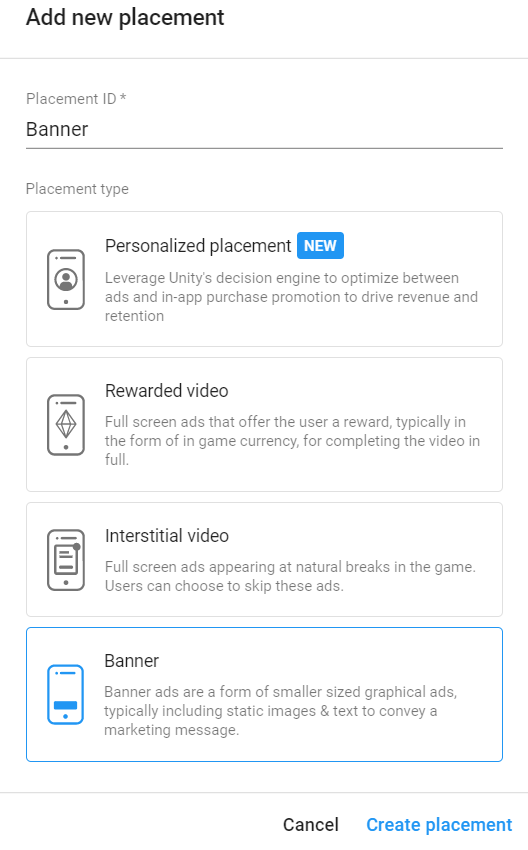 Add new placement
Placement ID *
Banner
Placement type
Personalized placement NEW
Leverage Unity's decision engine to optimize between
ads and in-app purchase promotion to drive revenue and
retention
Rewarded video
Full screen ads that offer the user a reward, typically in
the form of in game currency, for completing the video in
full.
Interstitial video
Full screen ads appearing at natural breaks in the game.
Users can choose to skip these ads.
Banner
Banner ads are a form of smaller sized graphical ads,
typically including static images & text to convey a
marketing message.
Cancel Create placement